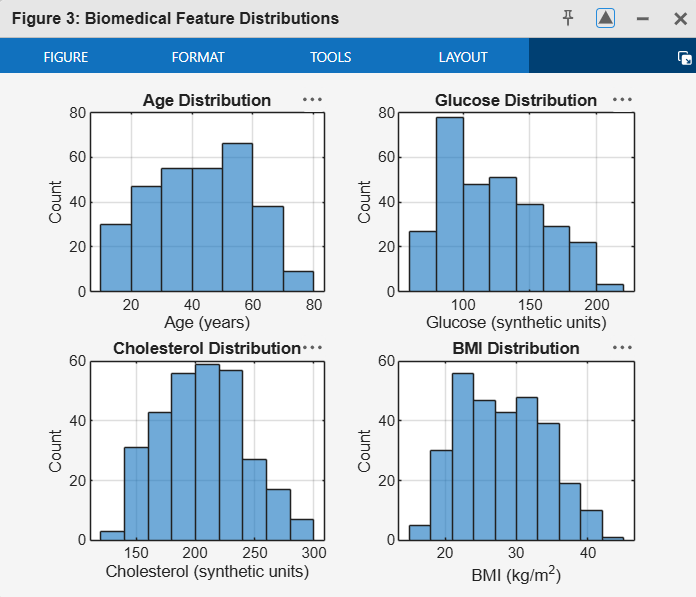 Figure 3: Biomedical Feature Distributions
FIGURE FORMAT TOOLS LAYOUT
Age Distribution
80
60
40
20
0
Count
20 40 60 80
Age (years)
Glucose Distribution
80
60
40
20
0
Count
100 150 200
Glucose (synthetic units)
Cholesterol Distribution
60
40
20
0
Count
150 200 250 300
Cholesterol (synthetic units)
BMI Distribution
60
40
20
0
Count
20 30 40
BMI (kg/m²)